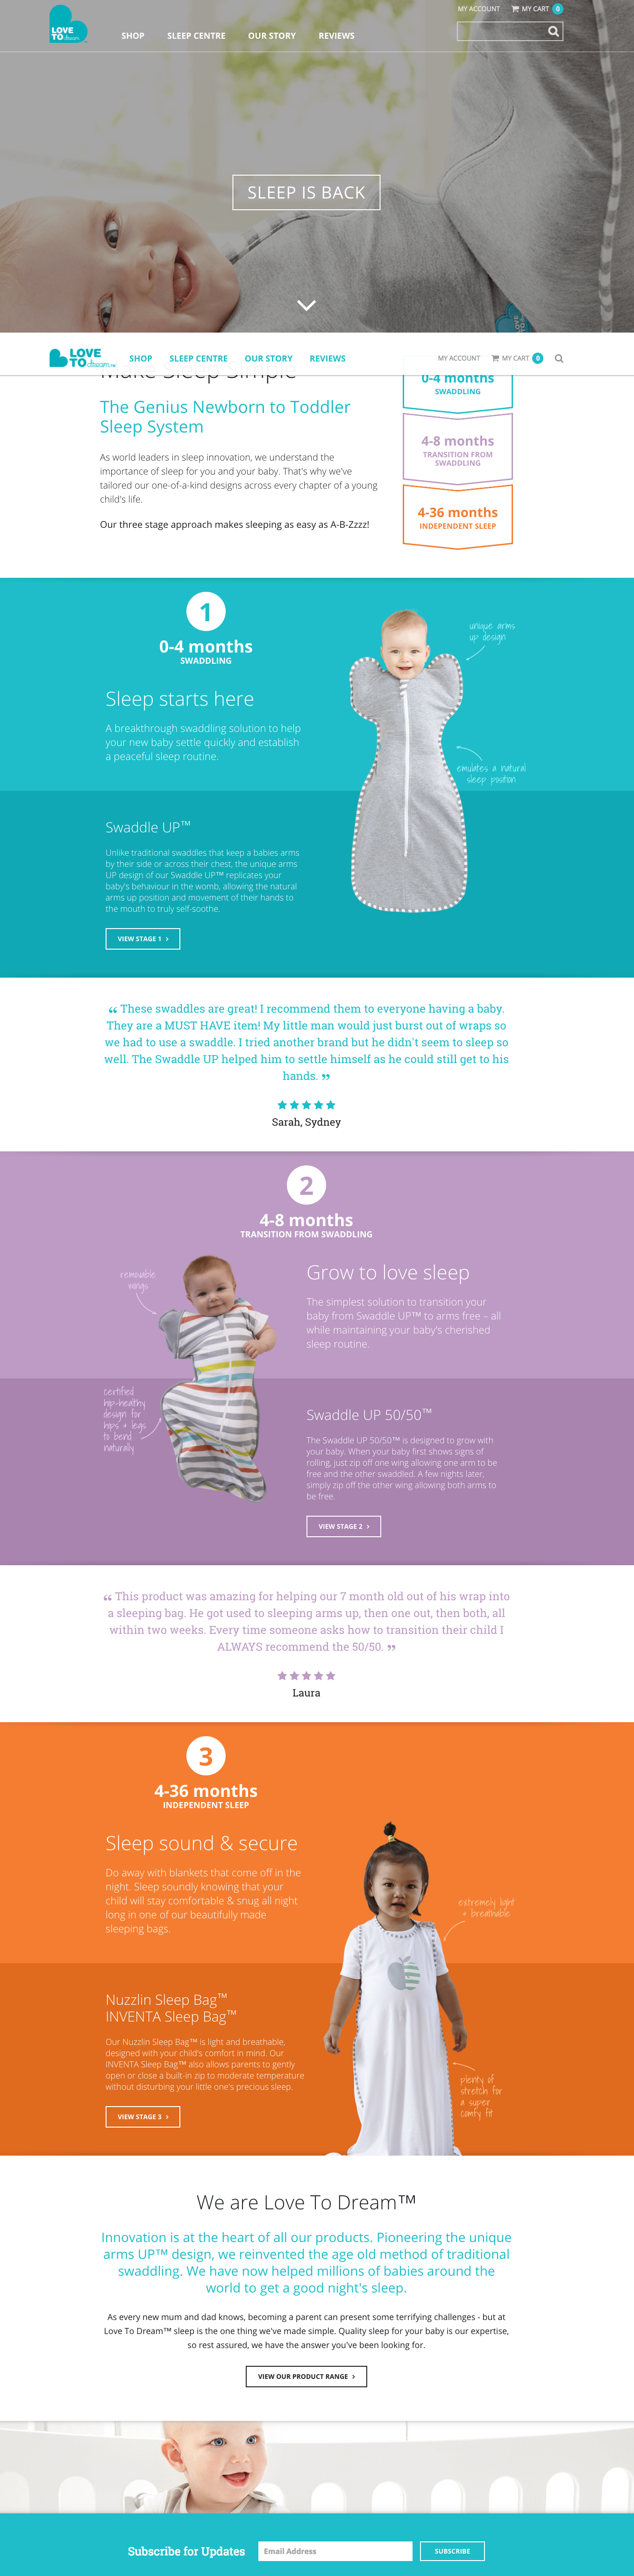 MY ACCOUNT MY CART 0
LOVE TO dream
SHOP SLEEP CENTRE OUR STORY REVIEWS
SLEEP IS BACK
LOVE TO dream
SHOP SLEEP CENTRE OUR STORY REVIEWS
MY ACCOUNT MY CART 0
Make Sleep Simple
The Genius Newborn to Toddler
Sleep System
As world leaders in sleep innovation, we understand the
importance of sleep for you and your baby. That's why we've
tailored our one-of-a-kind designs across every chapter of a young
child's life.
Our three stage approach makes sleeping as easy as A-B-Zzzz!
0-4 months
SWADDLING
4-8 months
TRANSITION FROM
SWADDLING
4-36 months
INDEPENDENT SLEEP
1
0-4 months
SWADDLING
Sleep starts here
A breakthrough swaddling solution to help
your new baby settle quickly and establish
a peaceful sleep routine.
unique arms
up design
emulates a natural
sleep position
Swaddle UP™
Unlike traditional swaddles that keep a babies arms
by their side or across their chest, the unique arms
UP design of our Swaddle UP™ replicates your
baby's behaviour in the womb, allowing the natural
arms up position and movement of their hands to
the mouth to truly self-soothe.
VIEW STAGE 1 ›
“ These swaddles are great! I recommend them to everyone having a baby.
They are a MUST HAVE item! My little man would just burst out of wraps so
we had to use a swaddle. I tried another brand but he didn't seem to sleep so
well. The Swaddle UP helped him to settle himself as he could still get to his
hands. ”
Sarah, Sydney
2
4-8 months
TRANSITION FROM SWADDLING
removable
wings
Grow to love sleep
The simplest solution to transition your
baby from Swaddle UP™ to arms free – all
while maintaining your baby's cherished
sleep routine.
Certified
hip-healthy
design for
hips + legs
to bend
naturally
Swaddle UP 50/50™
The Swaddle UP 50/50™ is designed to grow with
your baby. When your baby first shows signs of
rolling, just zip off one wing allowing one arm to be
free and the other swaddled. A few nights later,
simply zip off the other wing allowing both arms to
be free.
VIEW STAGE 2 ›
“ This product was amazing for helping our 7 month old out of his wrap into
a sleeping bag. He got used to sleeping arms up, then one out, then both, all
within two weeks. Every time someone asks how to transition their child I
ALWAYS recommend the 50/50. ”
Laura
3
4-36 months
INDEPENDENT SLEEP
Sleep sound & secure
Do away with blankets that come off in the
night. Sleep soundly knowing that your
child will stay comfortable & snug all night
long in one of our beautifully made
sleeping bags.
extremely light
+ breathable
Nuzzlin Sleep Bag™
INVENTA Sleep Bag™
Our Nuzzlin Sleep Bag™ is light and breathable,
designed with your child's comfort in mind. Our
INVENTA Sleep Bag™ also allows parents to gently
open or close a built-in zip to moderate temperature
without disturbing your little one's precious sleep.
plenty of
stretch for
a super
comfy fit
VIEW STAGE 3 ›
We are Love To Dream™
Innovation is at the heart of all our products. Pioneering the unique
arms UP™ design, we reinvented the age old method of traditional
swaddling. We have now helped millions of babies around the
world to get a good night's sleep.
As every new mum and dad knows, becoming a parent can present some terrifying challenges - but at
Love To Dream™ sleep is the one thing we've made simple. Quality sleep for your baby is our expertise,
so rest assured, we have the answer you've been looking for.
VIEW OUR PRODUCT RANGE ›
Subscribe for Updates
Email Address
SUBSCRIBE